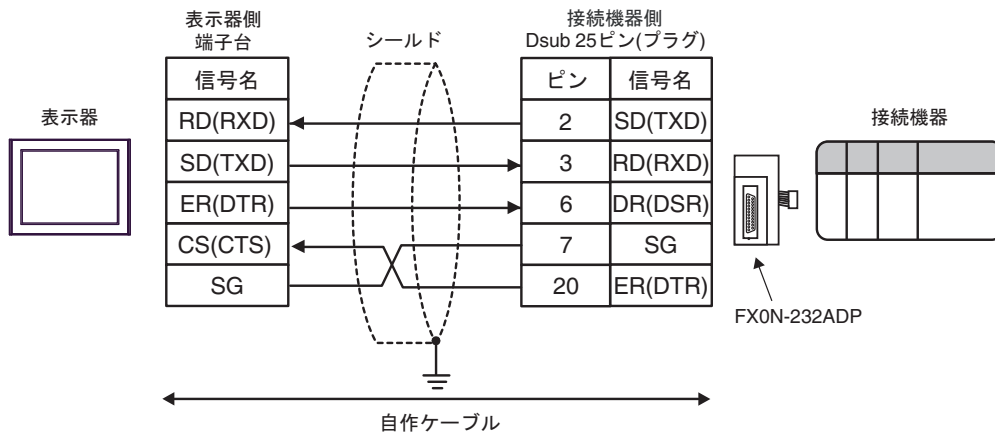 表示器側
端子台
シールド
接続機器側
Dsub 25ピン(プラグ)
信号名
ピン 信号名
表示器
接続機器
RD(RXD) 2 SD(TXD)
SD(TXD) 3 RD(RXD)
ER(DTR) 6 DR(DSR)
CS(CTS) 7 SG
SG 20 ER(DTR)
FX0N-232ADP
自作ケーブル